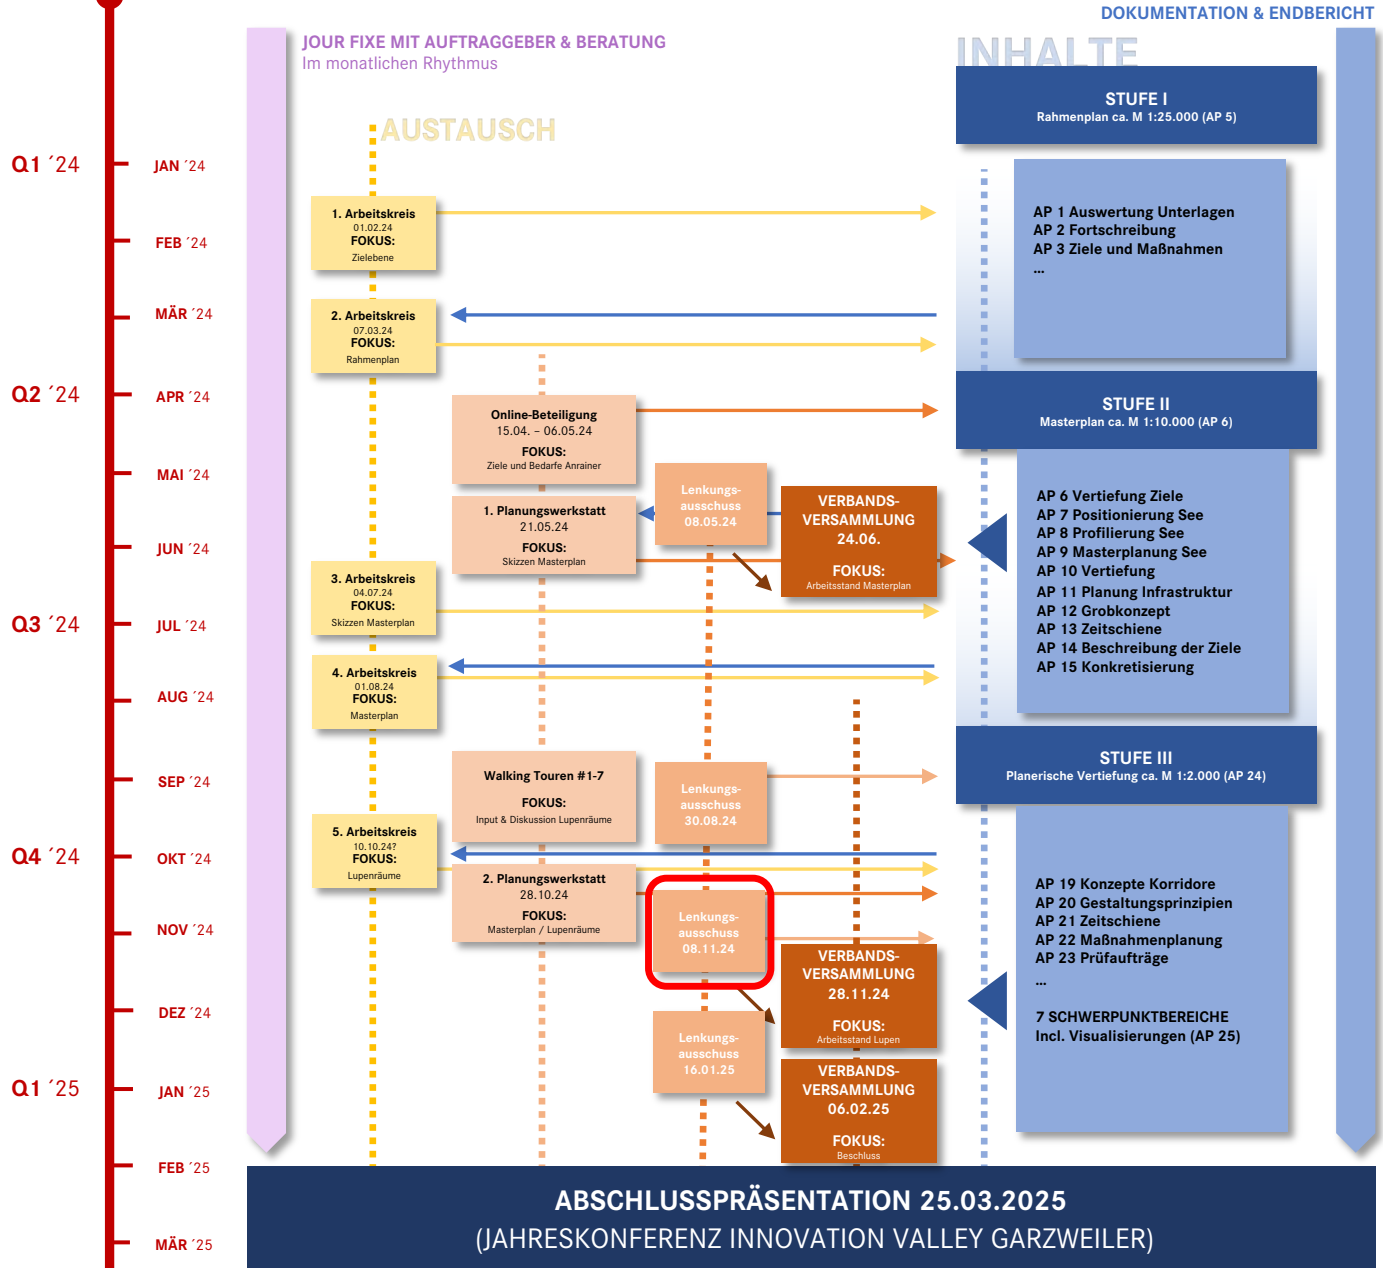 DOKUMENTATION & ENDBERICHT
JOUR FIXE MIT AUFTRAGGEBER & BERATUNG
Im monatlichen Rhythmus
INHALTE
AUSTAUSCH
STUFE I
Rahmenplan ca. M 1:25.000 (AP 5)
Q1 ´24
JAN ´24
FEB ´24
MÄR ´24
Q2 ´24
APR ´24
MAI ´24
JUN ´24
Q3 ´24
JUL ´24
AUG ´24
SEP ´24
Q4 ´24
OKT ´24
NOV ´24
DEZ ´24
Q1 ´25
JAN ´25
FEB ´25
MÄR ´25
1. Arbeitskreis
01.02.24
FOKUS:
Zielebene
2. Arbeitskreis
07.03.24
FOKUS:
Rahmenplan
3. Arbeitskreis
04.07.24
FOKUS:
Skizzen Masterplan
4. Arbeitskreis
01.08.24
FOKUS:
Masterplan
5. Arbeitskreis
10.10.24?
FOKUS:
Lupenräume
Online-Beteiligung
15.04. – 06.05.24
FOKUS:
Ziele und Bedarfe Anrainer
1. Planungswerkstatt
21.05.24
FOKUS:
Skizzen Masterplan
Walking Touren #1-7
FOKUS:
Input & Diskussion Lupenräume
2. Planungswerkstatt
28.10.24
FOKUS:
Masterplan / Lupenräume
Lenkungs-
ausschuss
08.05.24
Lenkungs-
ausschuss
30.08.24
Lenkungs-
ausschuss
08.11.24
Lenkungs-
ausschuss
16.01.25
VERBANDS-
VERSAMMLUNG
24.06.
FOKUS:
Arbeitsstand Masterplan
VERBANDS-
VERSAMMLUNG
28.11.24
FOKUS:
Arbeitsstand Lupen
VERBANDS-
VERSAMMLUNG
06.02.25
FOKUS:
Beschluss
AP 1 Auswertung Unterlagen
AP 2 Fortschreibung
AP 3 Ziele und Maßnahmen
...
STUFE II
Masterplan ca. M 1:10.000 (AP 6)
AP 6 Vertiefung Ziele
AP 7 Positionierung See
AP 8 Profilierung See
AP 9 Masterplanung See
AP 10 Vertiefung
AP 11 Planung Infrastruktur
AP 12 Grobkonzept
AP 13 Zeitschiene
AP 14 Beschreibung der Ziele
AP 15 Konkretisierung
STUFE III
Planerische Vertiefung ca. M 1:2.000 (AP 24)
AP 19 Konzepte Korridore
AP 20 Gestaltungsprinzipien
AP 21 Zeitschiene
AP 22 Maßnahmenplanung
AP 23 Prüfaufträge
...
7 SCHWERPUNKTBEREICHE
Incl. Visualisierungen (AP 25)
ABSCHLUSSPRÄSENTATION 25.03.2025
(JAHRESKONFERENZ INNOVATION VALLEY GARZWEILER)